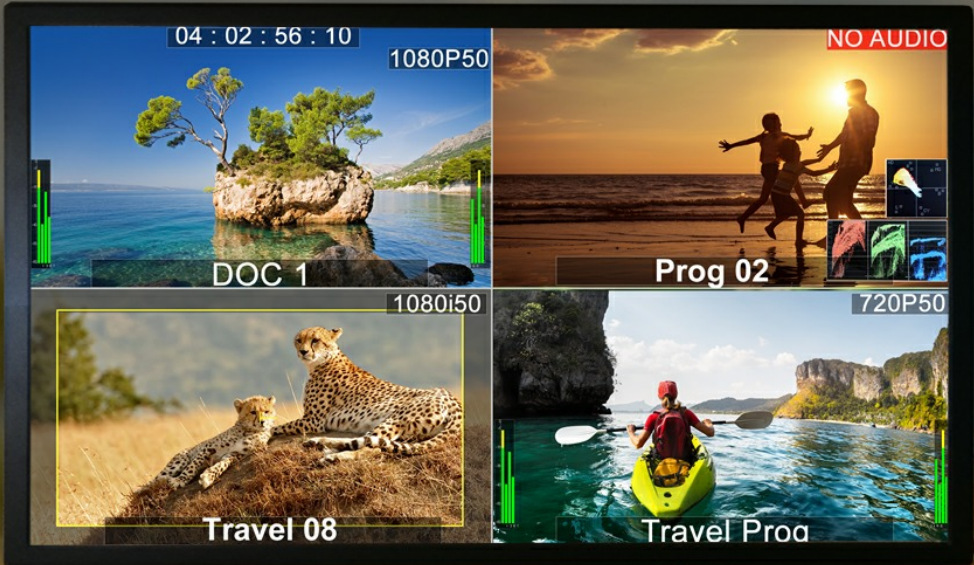 04 : 02 : 56 : 10
1080P50
DOC 1
NO AUDIO
Prog 02
1080i50
Travel 08
720P50
Travel Prog